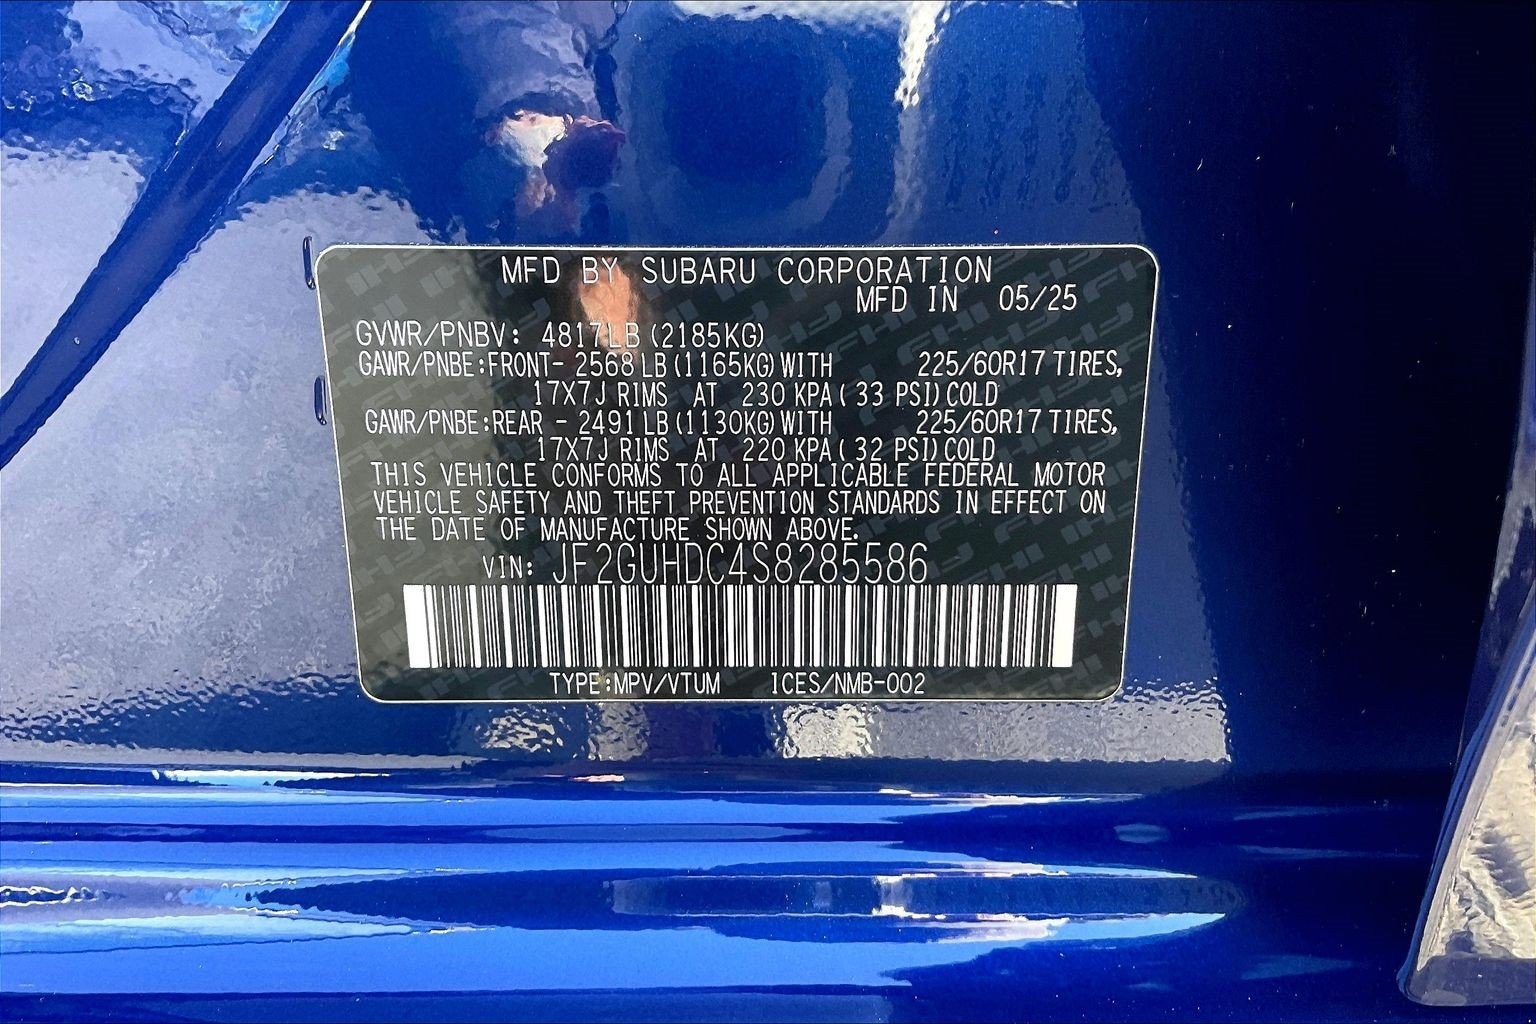 MFD BY SUBARU CORPORATION
MFD IN 05/25
GVWR/PNBV: 4817LB (2185KG)
GAWR/PNBE:FRONT- 2568 LB (1165KG) WITH 225/60R17 TIRES,
17X7J RIMS AT 230 KPA( 33 PSI) COLD
GAWR/PNBE:REAR - 2491 LB (1130KG) WITH 225/60R17 TIRES,
17X7J RIMS AT 220 KPA( 32 PSI) COLD
THIS VEHICLE CONFORMS TO ALL APPLICABLE FEDERAL MOTOR
VEHICLE SAFETY AND THEFT PREVENTION STANDARDS IN EFFECT ON
THE DATE OF MANUFACTURE SHOWN ABOVE.
VIN: JF2GUHDC4S8285586
TYPE:MPV/VTUM ICES/NMB-002